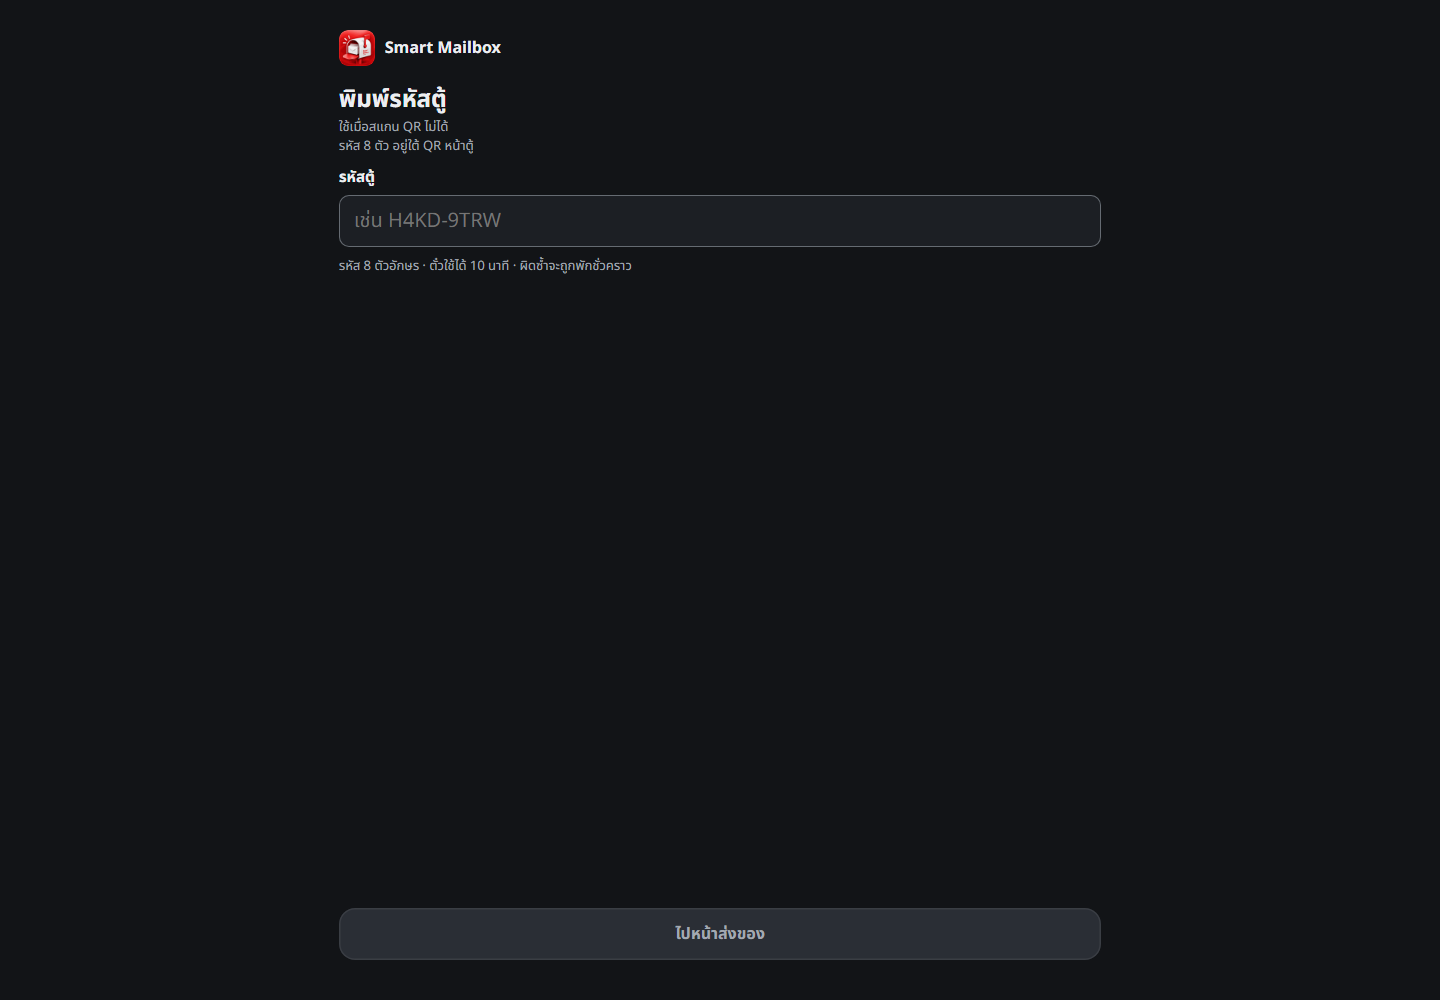 Smart Mailbox
พิมพ์รหัสตู้
ใช้เมื่อสแกน QR ไม่ได้
รหัส 8 ตัว อยู่ใต้ QR หน้าตู้
รหัสตู้
เช่น H4KD-9TRW
รหัส 8 ตัวอักษร · ตั๋วใช้ได้ 10 นาที · ผิดซ้ำจะถูกพักชั่วคราว
ไปหน้าส่งของ